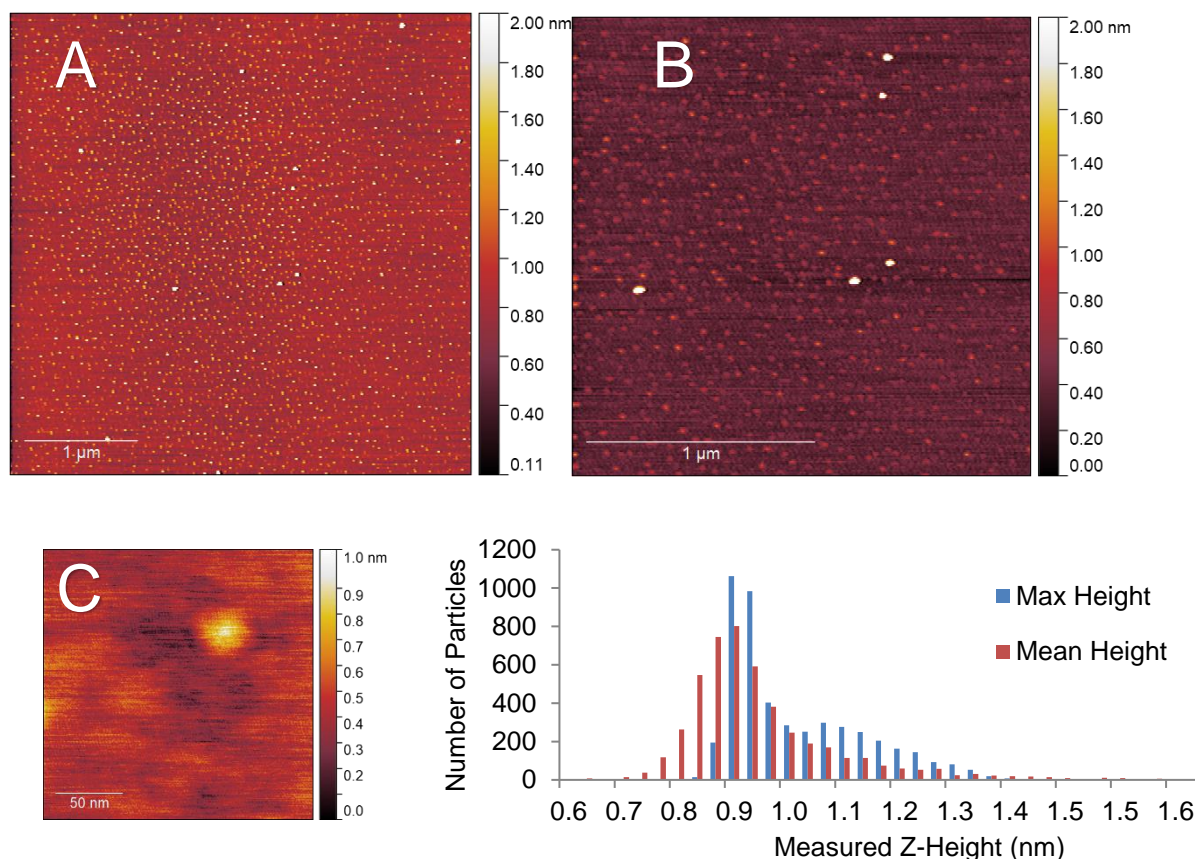 A
2.00 nm
1.80
1.60
1.40
1.20
1.00
0.80
0.60
0.40
0.11
1 µm
B
2.00 nm
1.80
1.60
1.40
1.20
1.00
0.80
0.60
0.40
0.20
0.00
1 µm
C
1.0 nm
0.9
0.8
0.7
0.6
0.5
0.4
0.3
0.2
0.1
0.0
50 nm
Number of Particles
1200
1000
800
600
400
200
0
Max Height
Mean Height
0.6 0.7 0.8 0.9 1.0 1.1 1.2 1.3 1.4 1.5 1.6
Measured Z-Height (nm)